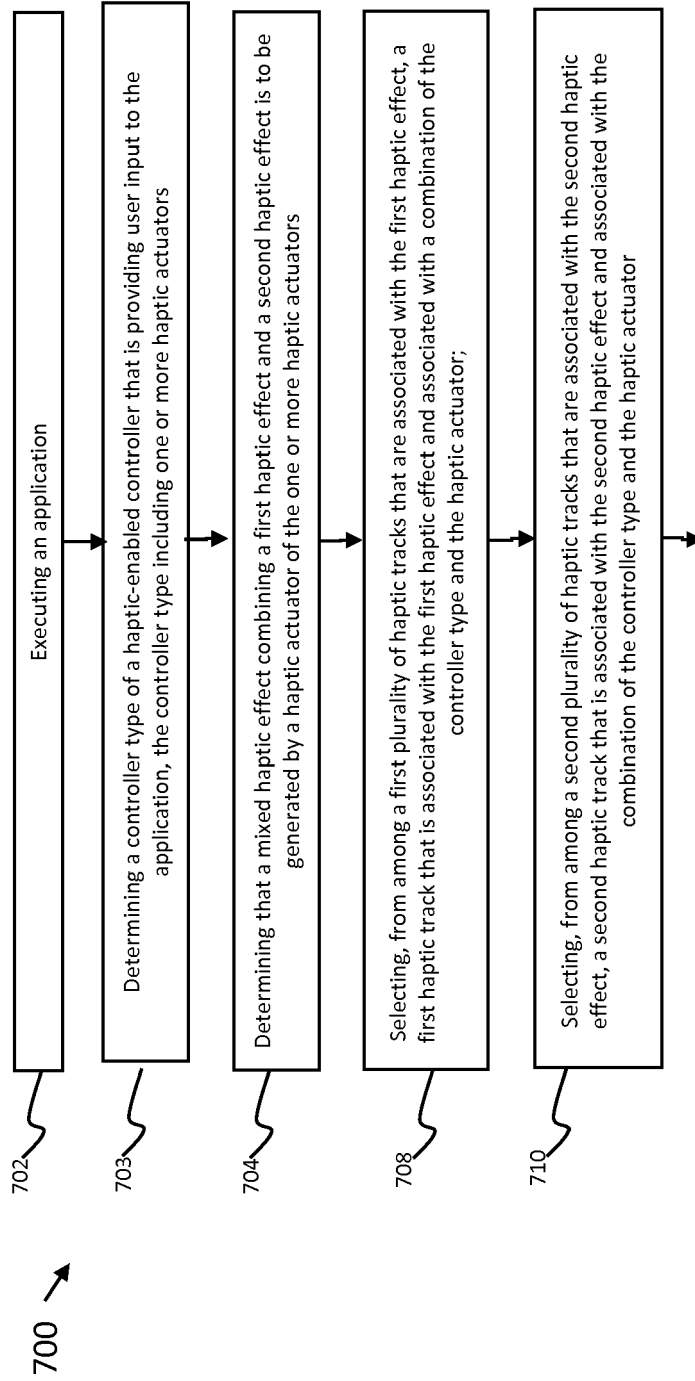 700
702
Executing an application
703
Determining a controller type of a haptic-enabled controller that is providing user input to the
application, the controller type including one or more haptic actuators
704
Determining that a mixed haptic effect combining a first haptic effect and a second haptic effect is to be
generated by a haptic actuator of the one or more haptic actuators
708
Selecting, from among a first plurality of haptic tracks that are associated with the first haptic effect, a
first haptic track that is associated with the first haptic effect and associated with a combination of the
controller type and the haptic actuator;
710
Selecting, from among a second plurality of haptic tracks that are associated with the second haptic
effect, a second haptic track that is associated with the second haptic effect and associated with the
combination of the controller type and the haptic actuator